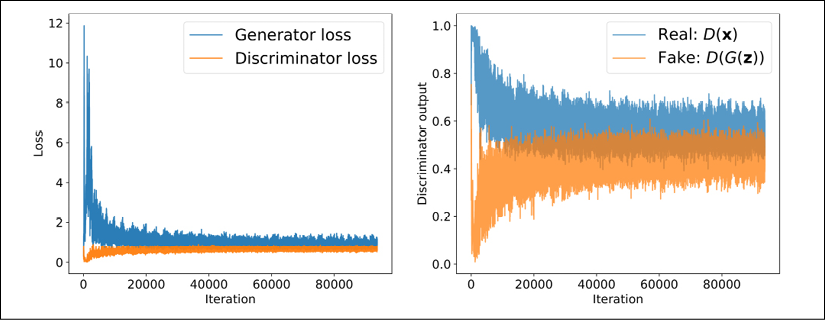 12
10
8
6
4
2
0
Loss
Generator loss
Discriminator loss
0 20000 40000 60000 80000
Iteration
1.0
0.8
0.6
0.4
0.2
0.0
Discriminator output
Real: D(x)
Fake: D(G(z))
0 20000 40000 60000 80000
Iteration